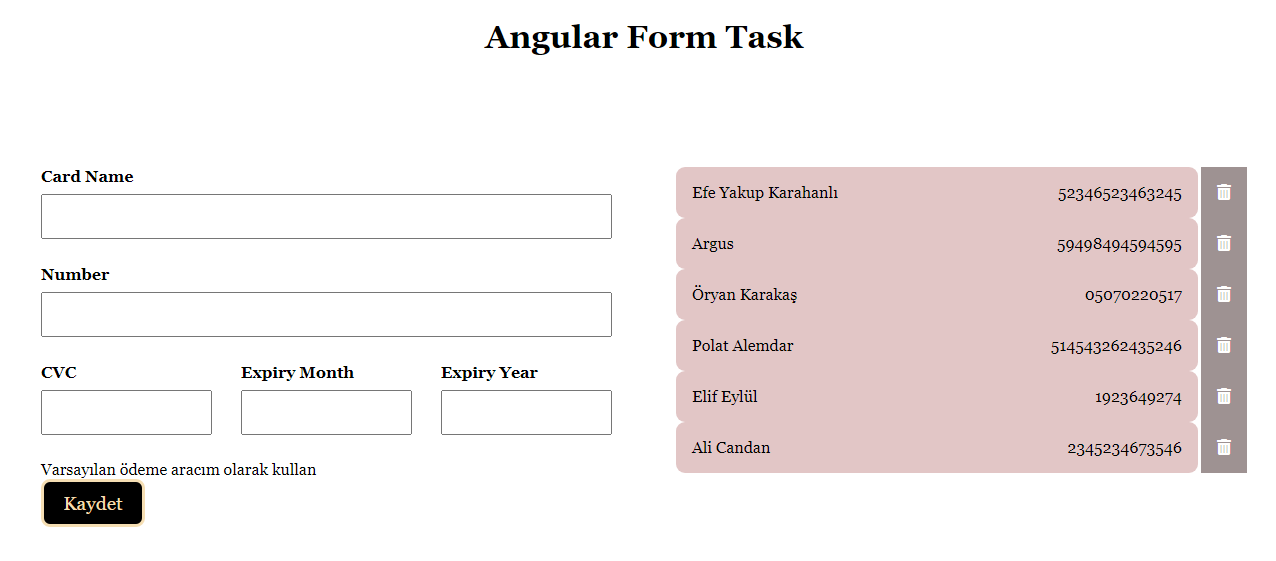 Angular Form Task
Card Name
Number
CVC Expiry Month Expiry Year
Varsayılan ödeme aracım olarak kullan
Kaydet
Efe Yakup Karahanlı 52346523463245
Argus 59498494594595
Öryan Karakaş 05070220517
Polat Alemdar 514543262435246
Elif Eylül 1923649274
Ali Candan 2345234673546